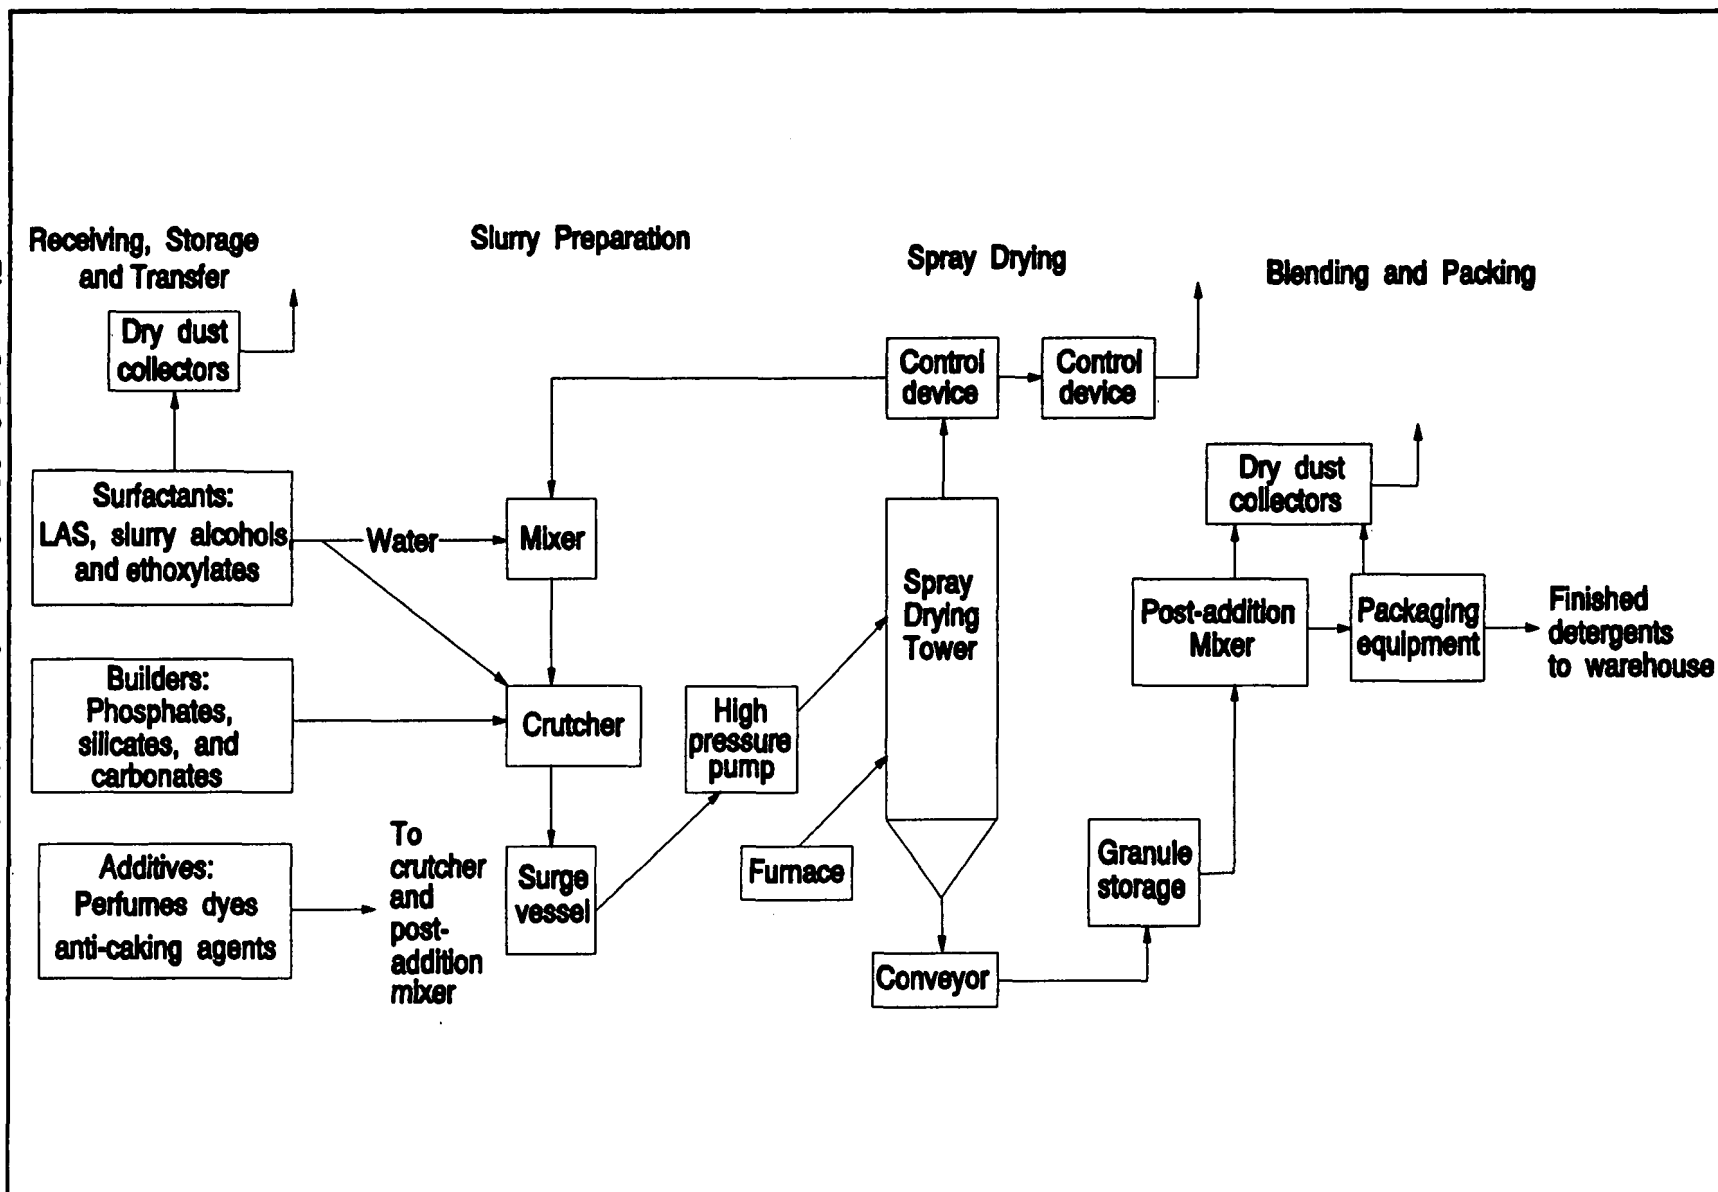 Receiving, Storage
and Transfer
Slurry Preparation
Spray Drying
Blending and Packing
Dry dust
collectors
Control
device
Control
device
Dry dust
collectors
Surfactants:
LAS, slurry alcohols
and ethoxylates
Water
Mixer
Spray
Drying
Tower
Post-addition
Mixer
Packaging
equipment
Finished
detergents
to warehouse
Builders:
Phosphates,
silicates, and
carbonates
Crutcher
High
pressure
pump
Additives:
Perfumes dyes
anti-caking agents
To
crutcher
and
post-
addition
mixer
Surge
vessel
Furnace
Granule
storage
Conveyor